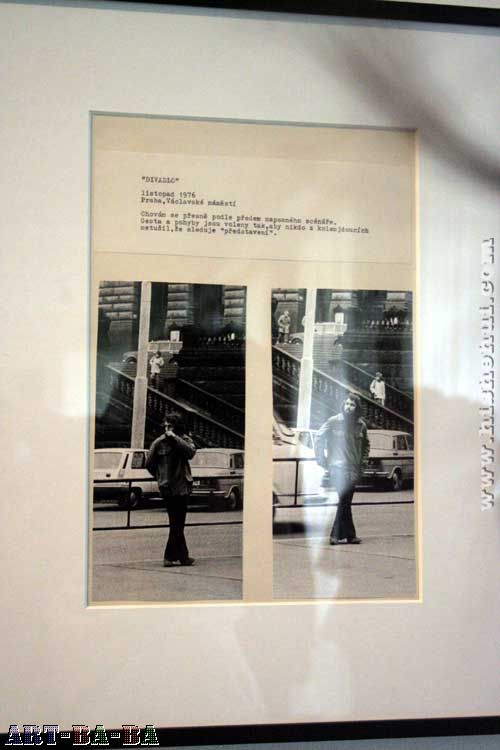 "DIVADLO"
listopad 1976
Praha,Václavské náměstí
Chovám se přesně podle předem napsaného scénáře.
Gesta a pohyby jsou voleny tak,aby nikdo z kolemjdoucích
netušil,že sleduje "představení".
ART-BA-BA